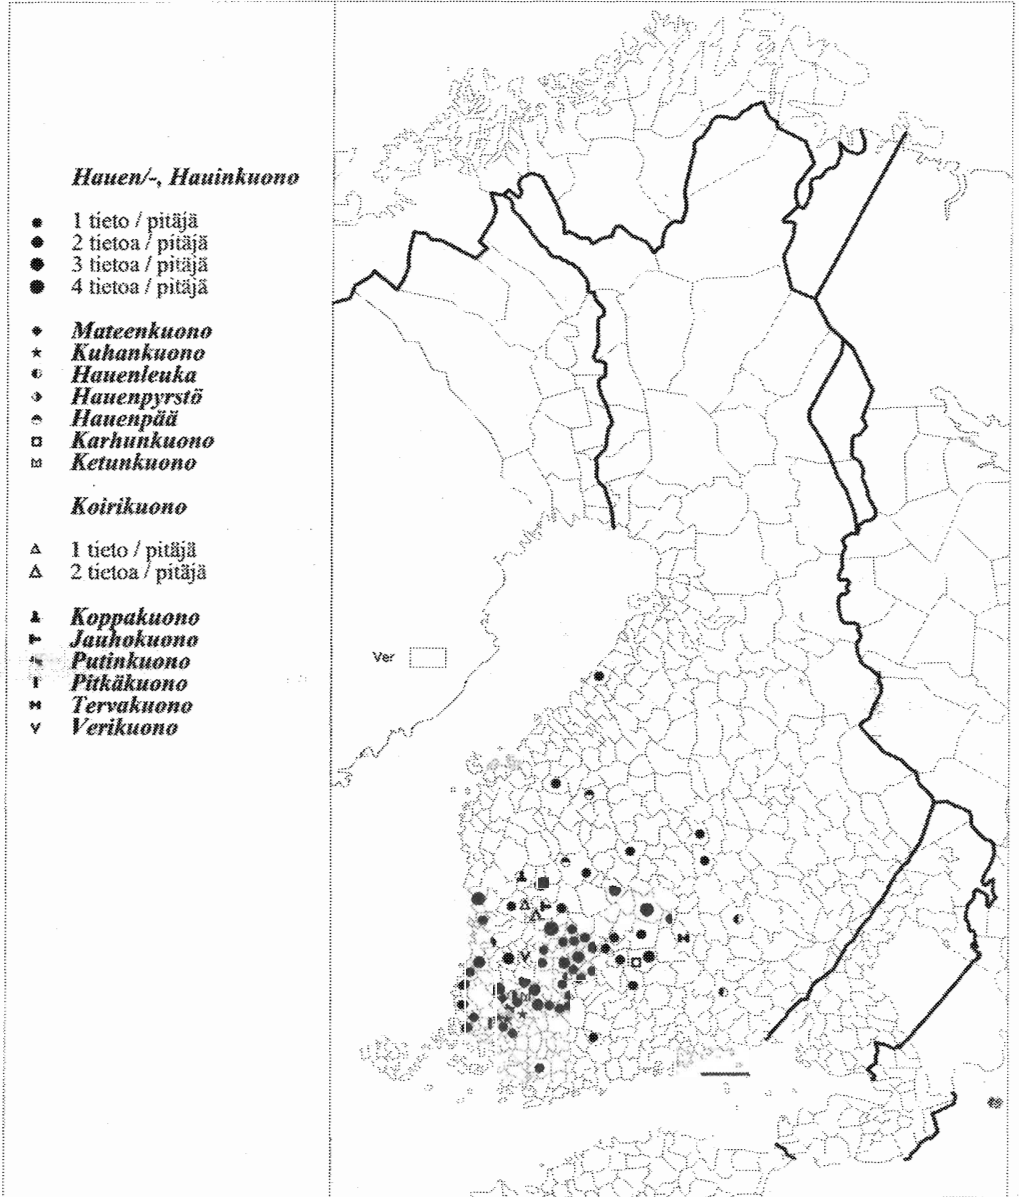 Hauen/-, Hauinkuono
1 tieto / pitäjä
2 tietoa / pitäjä
3 tietoa / pitäjä
4 tietoa / pitäjä
Mateenkuono
Kuhankuono
Hauenleuka
Hauenpyrstö
Hauenpää
Karhunkuono
Ketunkuono
Koirikuono
1 tieto / pitäjä
2 tietoa / pitäjä
Koppakuono
Jauhokuono
Putinkuono
Pitkäkuono
Tervakuono
Verikuono
Ver